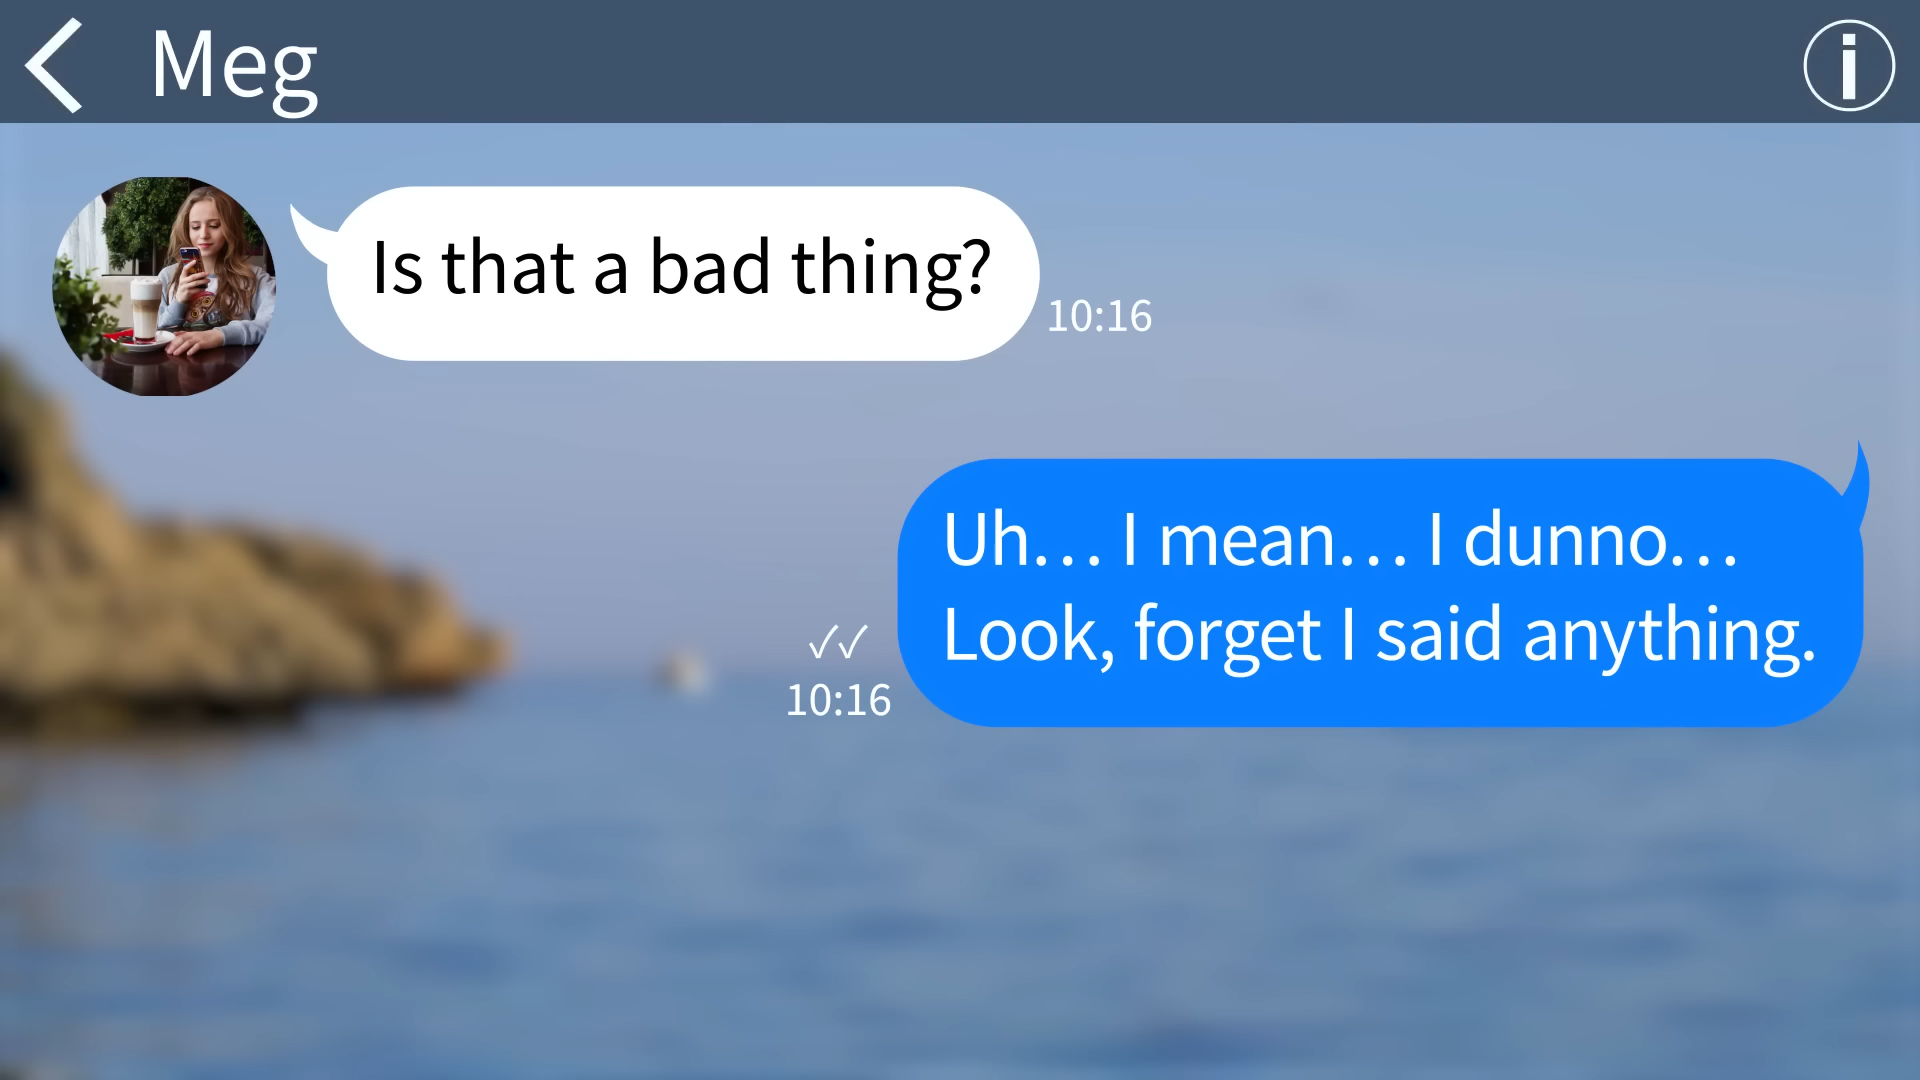 Meg
Is that a bad thing?
10:16
Uh… I mean… I dunno…
Look, forget I said anything.
✓✓
10:16